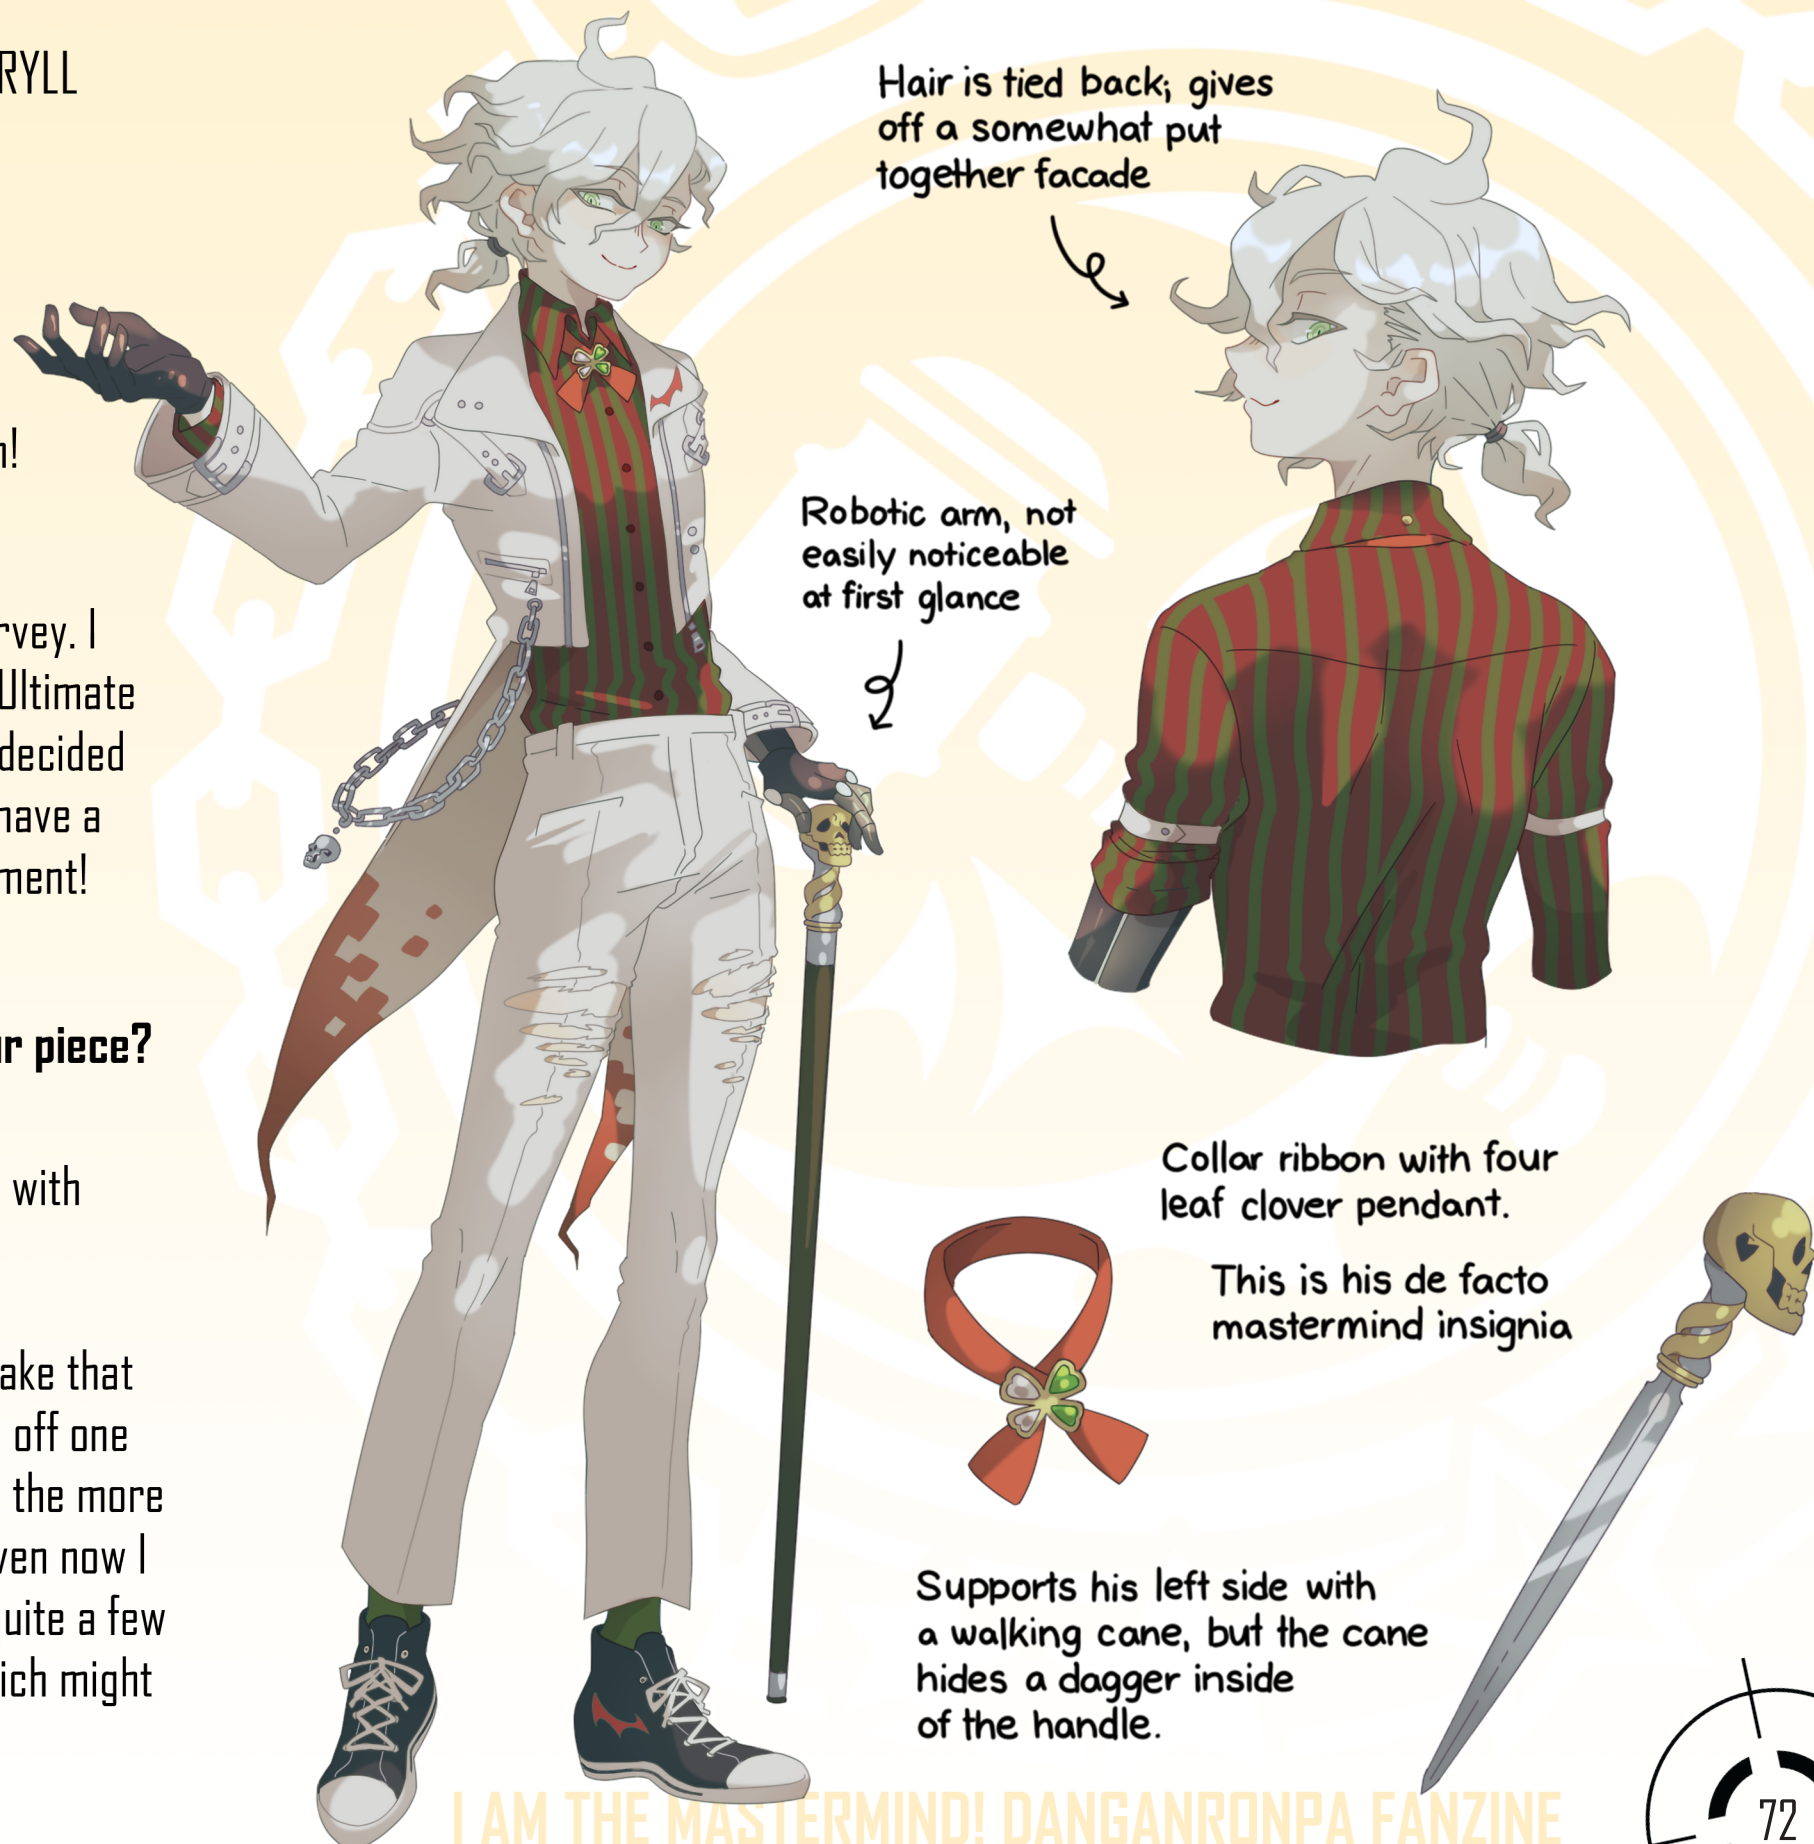 RYLL
n!
rvey. I
Ultimate
decided
have a
ment!
ur piece?
with
ake that
off one
the more
ven now I
uite a few
ich might
Hair is tied back; gives
off a somewhat put
together facade
Robotic arm, not
easily noticeable
at first glance
Collar ribbon with four
leaf clover pendant.
This is his de facto
mastermind insignia
Supports his left side with
a walking cane, but the cane
hides a dagger inside
of the handle.
I AM THE MASTERMIND! DANGANRONPA FANZINE
72